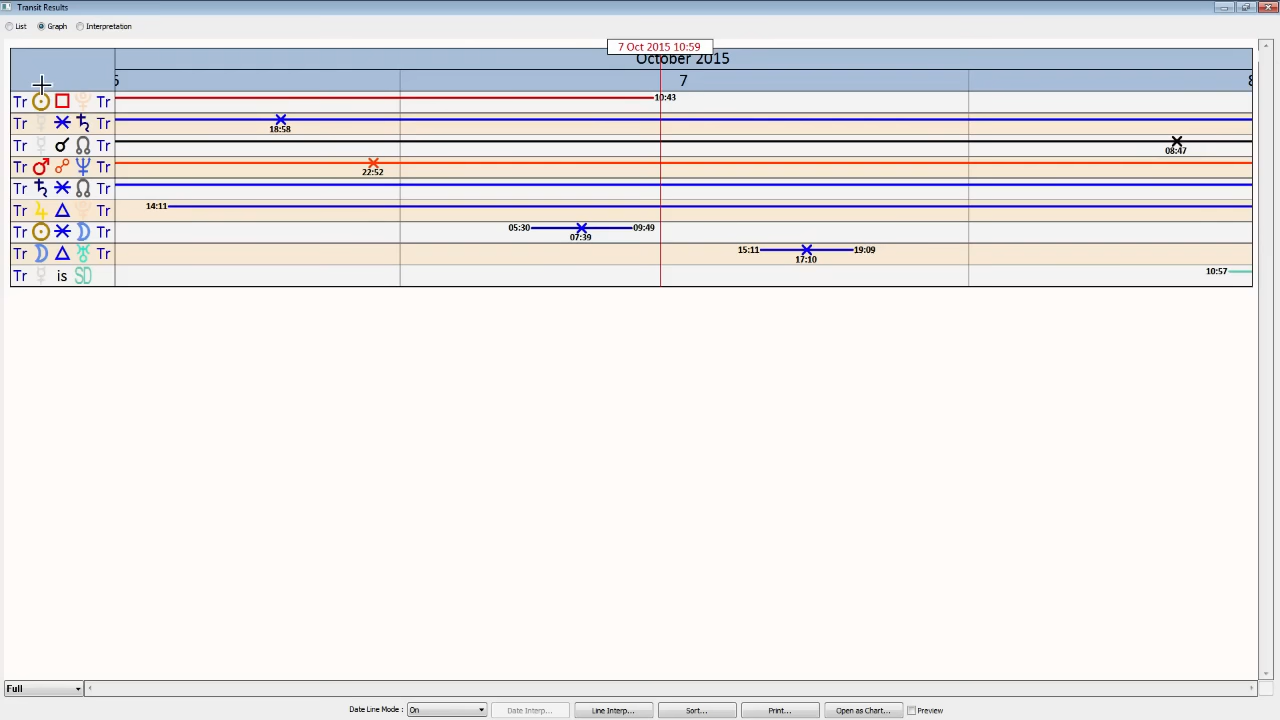 Transit Results
List Graph Interpretation
7 Oct 2015 10:59
October 2015
7 8
Tr Tr 10:43
Tr Tr 18:58
Tr Tr 08:47
Tr Tr 22:52
Tr Tr
Tr Tr 14:11
Tr Tr 05:30 07:39 09:49
Tr Tr 15:11 17:10 19:09
Tr is SD 10:57
Full
Date Line Mode : On Date Interp... Line Interp... Sort... Print... Open as Chart... Preview